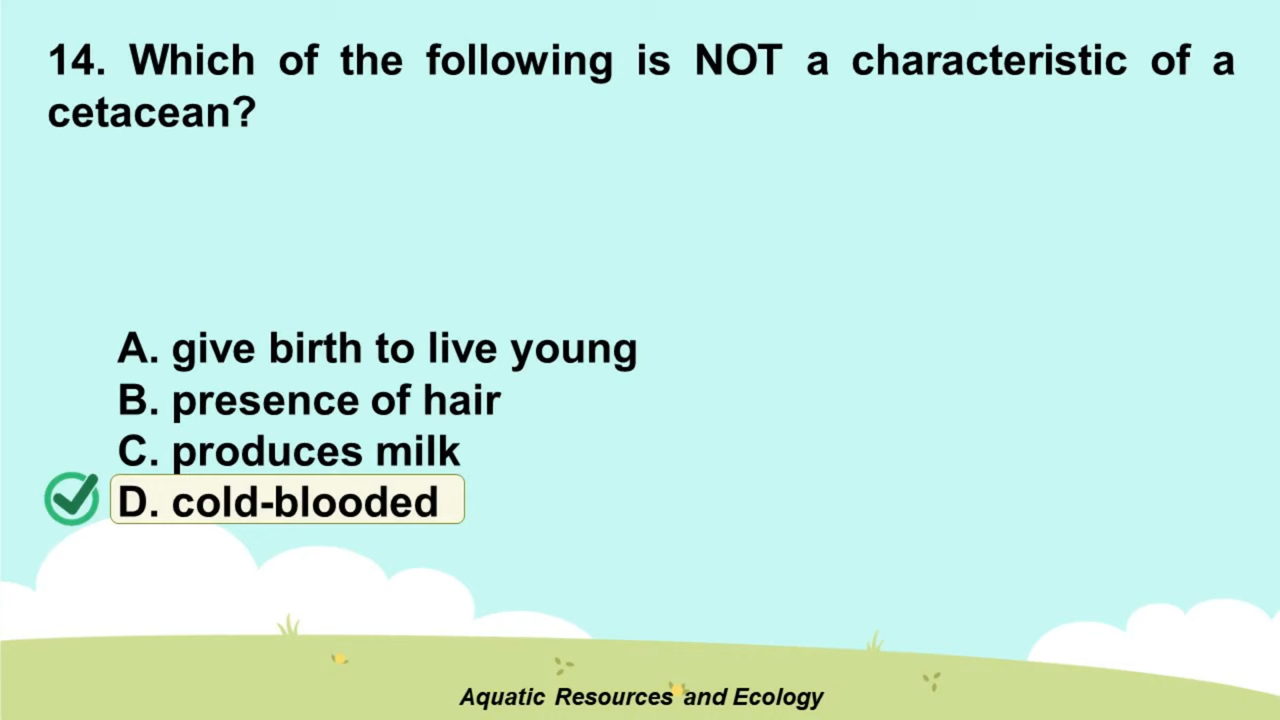 14. Which of the following is NOT a characteristic of a
cetacean?
A. give birth to live young
B. presence of hair
C. produces milk
D. cold-blooded
Aquatic Resources and Ecology